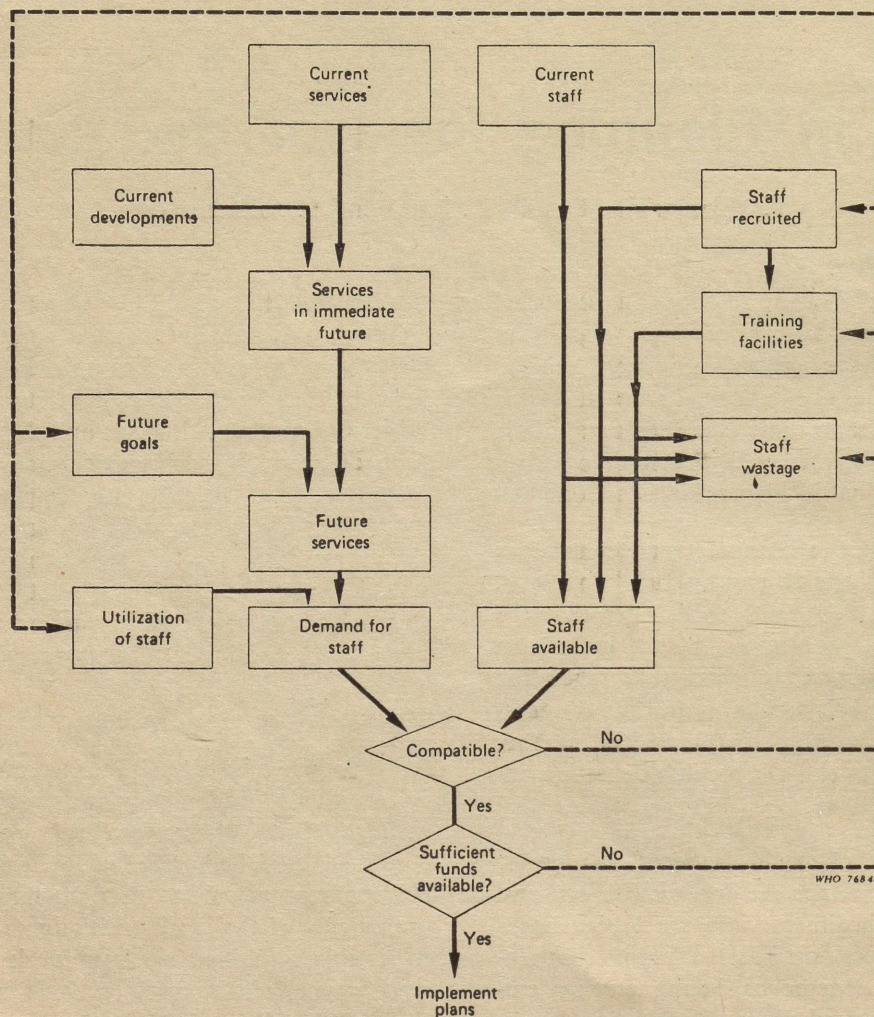 Current
services
Current
staff
Current
developments
Staff
recruited
Services
in immediate
future
Training
facilities
Future
goals
Staff
wastage
Future
services
Utilization
of staff
Demand for
staff
Staff
available
Compatible?
No
Yes
Sufficient
funds
available?
No
WHO 7684
Yes
Implement
plans